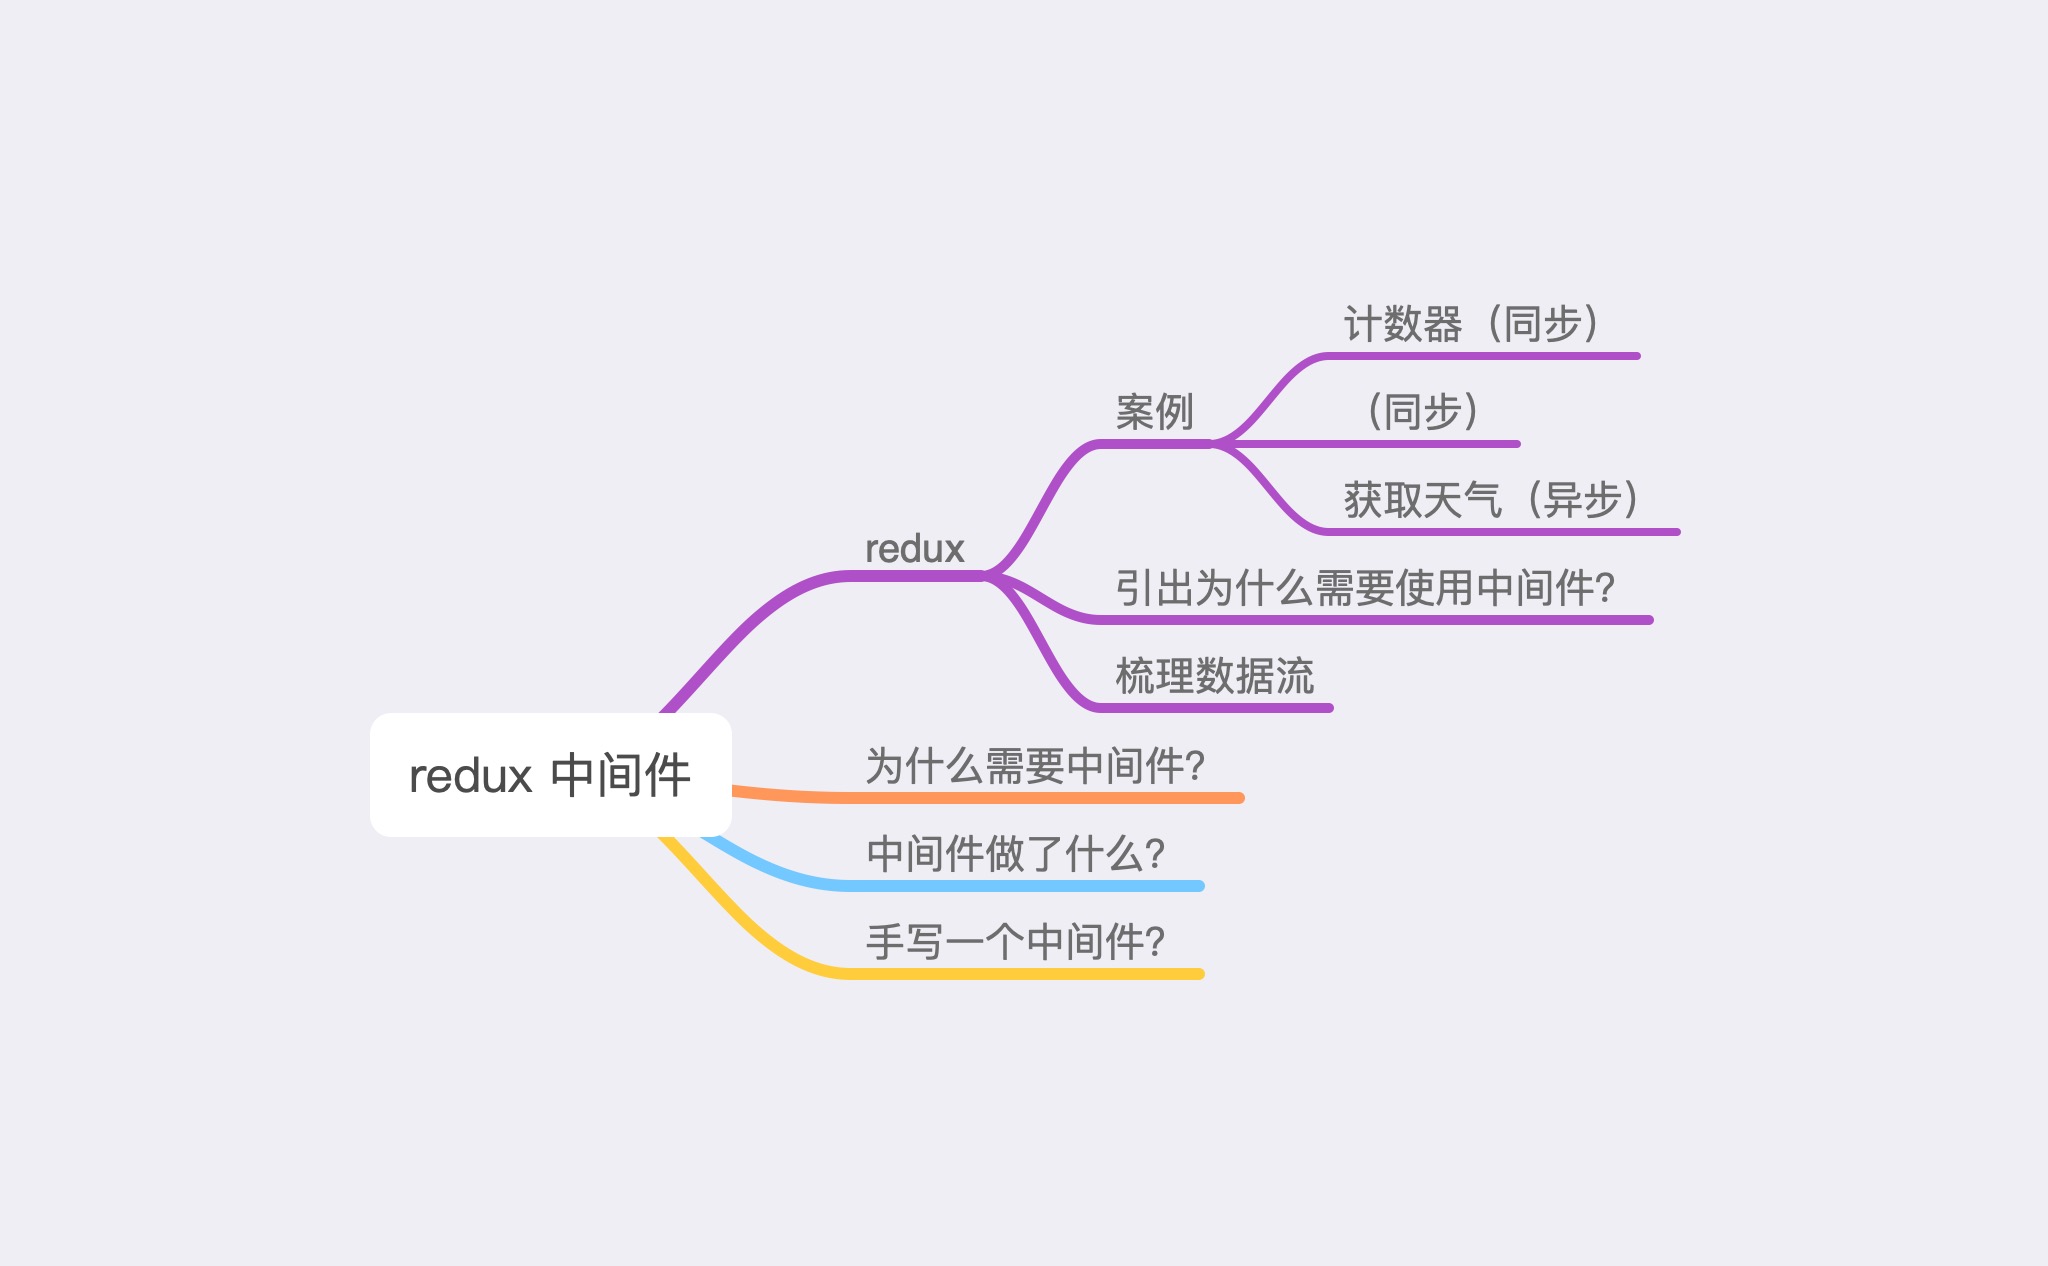 redux 中间件
redux
案例
计数器（同步）
（同步）
获取天气（异步）
引出为什么需要使用中间件?
梳理数据流
为什么需要中间件?
中间件做了什么?
手写一个中间件?